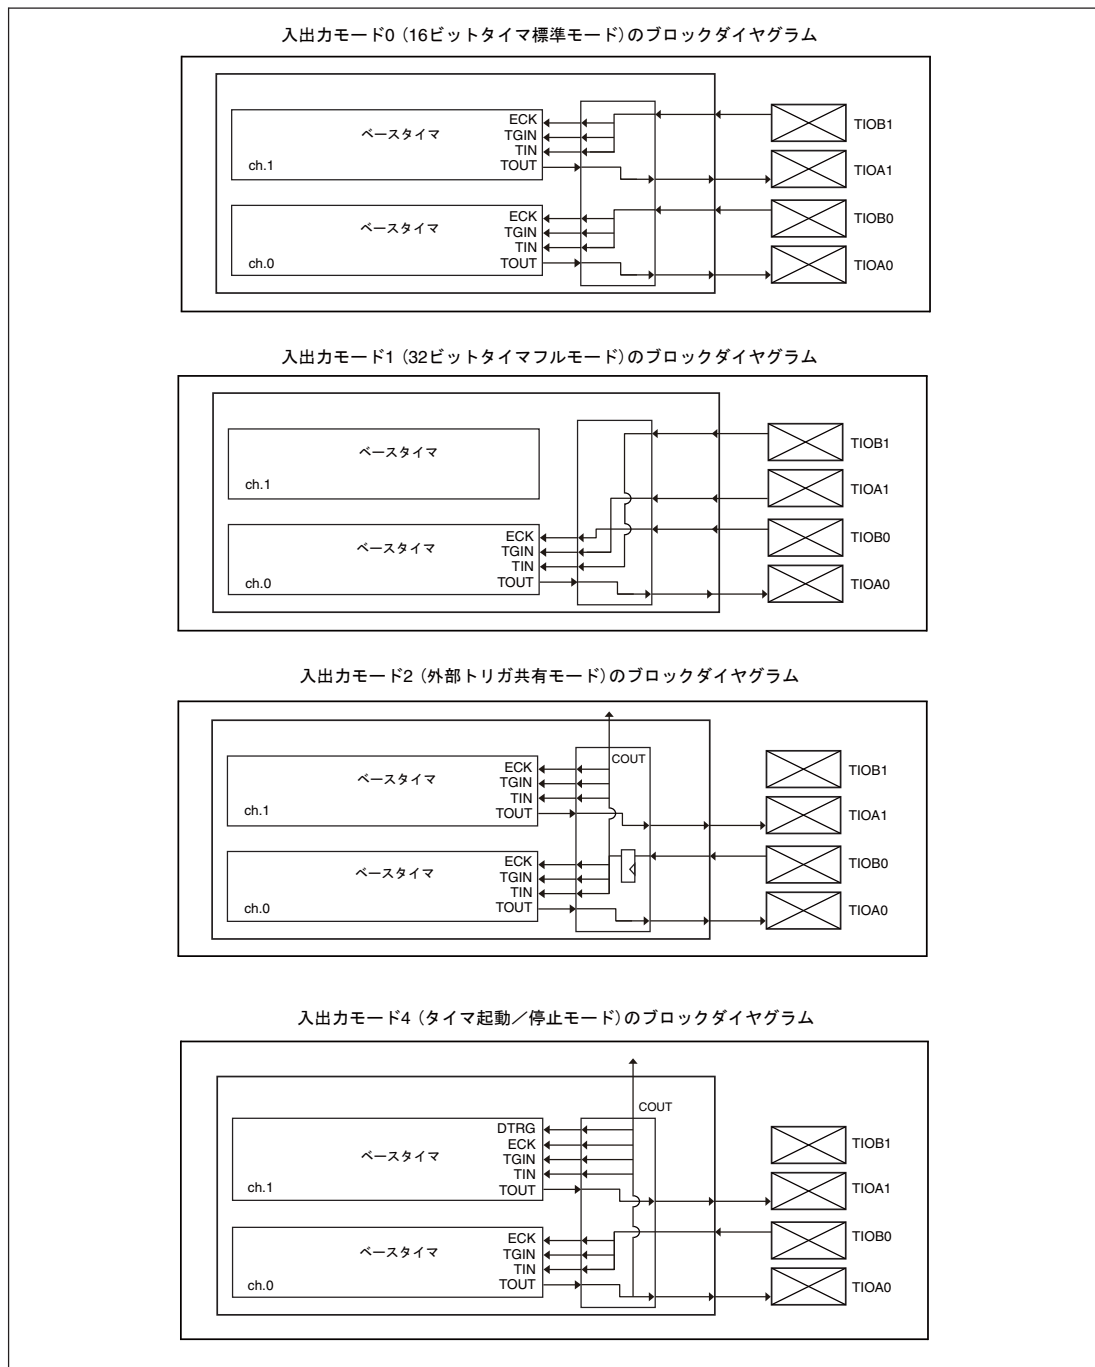 入出力モード0 (16ビットタイマ標準モード)のブロックダイヤグラム
ベースタイマ
ch.1
ECK
TGIN
TIN
TOUT
ベースタイマ
ch.0
ECK
TGIN
TIN
TOUT
TIOB1
TIOA1
TIOB0
TIOA0
入出力モード1 (32ビットタイマフルモード)のブロックダイヤグラム
ベースタイマ
ch.1
ベースタイマ
ch.0
ECK
TGIN
TIN
TOUT
TIOB1
TIOA1
TIOB0
TIOA0
入出力モード2 (外部トリガ共有モード)のブロックダイヤグラム
COUT
ベースタイマ
ch.1
ECK
TGIN
TIN
TOUT
ベースタイマ
ch.0
ECK
TGIN
TIN
TOUT
TIOB1
TIOA1
TIOB0
TIOA0
入出力モード4 (タイマ起動／停止モード)のブロックダイヤグラム
COUT
ベースタイマ
ch.1
DTRG
ECK
TGIN
TIN
TOUT
ベースタイマ
ch.0
ECK
TGIN
TIN
TOUT
TIOB1
TIOA1
TIOB0
TIOA0